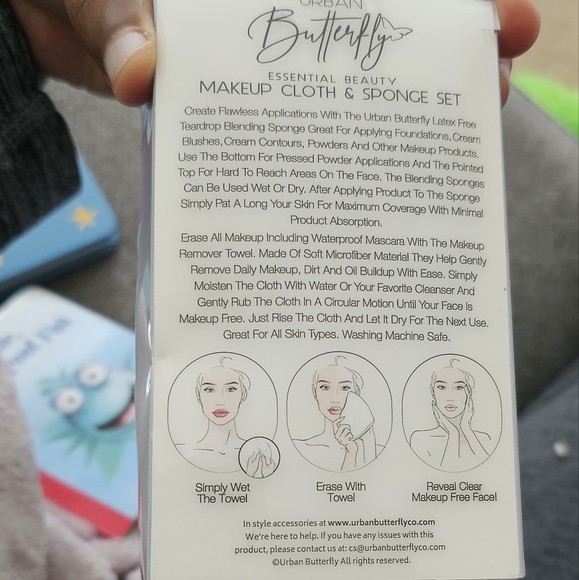 URBAN
Butterfly
ESSENTIAL BEAUTY
MAKEUP CLOTH & SPONGE SET
Create Flawless Applications With The Urban Butterfly Latex Free
Teardrop Blending Sponge Great For Applying Foundations, Cream
Blushes, Cream Contours, Powders And Other Makeup Products.
Use The Bottom For Pressed Powder Applications And The Pointed
Top For Hard To Reach Areas On The Face. The Blending Sponges
Can Be Used Wet Or Dry. After Applying Product To The Sponge
Simply Pat A Long Your Skin For Maximum Coverage With Minimal
Product Absorption.
Erase All Makeup Including Waterproof Mascara With The Makeup
Remover Towel. Made Of Soft Microfiber Material They Help Gently
Remove Daily Makeup, Dirt And Oil Buildup With Ease. Simply
Moisten The Cloth With Water Or Your Favorite Cleanser And
Gently Rub The Cloth In A Circular Motion Until Your Face Is
Makeup Free. Just Rise The Cloth And Let It Dry For The Next Use.
Great For All Skin Types. Washing Machine Safe.
Simply Wet
The Towel
Erase With
Towel
Reveal Clear
Makeup Free Face!
In style accessories at www.urbanbutterflyco.com
We're here to help. If you have any issues with this
product, please contact us at: cs@urbanbutterflyco.com
©Urban Butterfly All rights reserved.